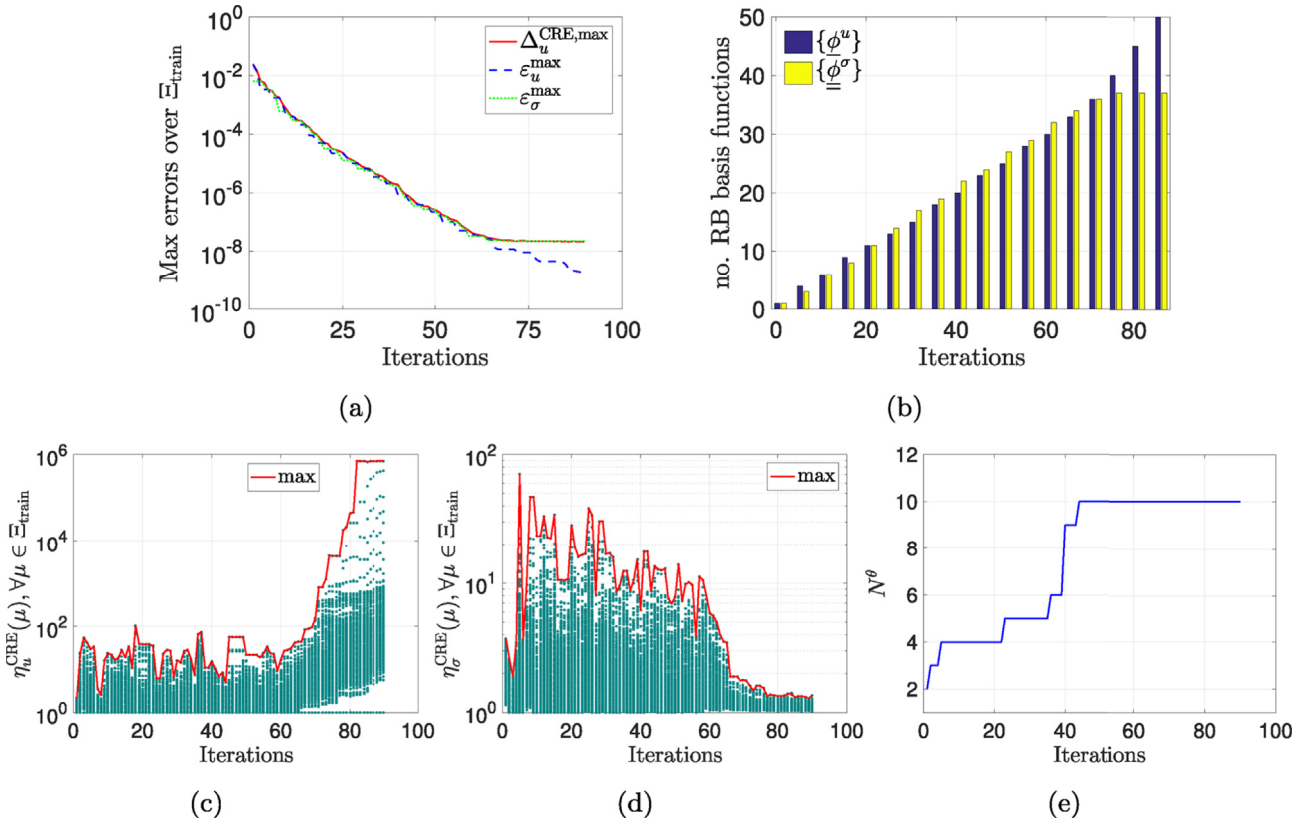 10^0
10^-2
10^-4
10^-6
10^-8
10^-10
Max errors over Ξ_train
Δ_u^CRE,max
ε_u^max
ε_σ^max
0 25 50 75 100
Iterations
(a)
50
40
30
20
10
0
no. RB basis functions
{ϕ^u}
{ϕ^σ}
0 20 40 60 80
Iterations
(b)
10^6
10^4
10^2
10^0
η_u^CRE(μ), ∀μ ∈ Ξ_train
max
0 20 40 60 80 100
Iterations
(c)
10^2
10^1
10^0
η_σ^CRE(μ), ∀μ ∈ Ξ_train
max
0 20 40 60 80 100
Iterations
(d)
12
10
8
6
4
2
N^θ
0 20 40 60 80 100
Iterations
(e)